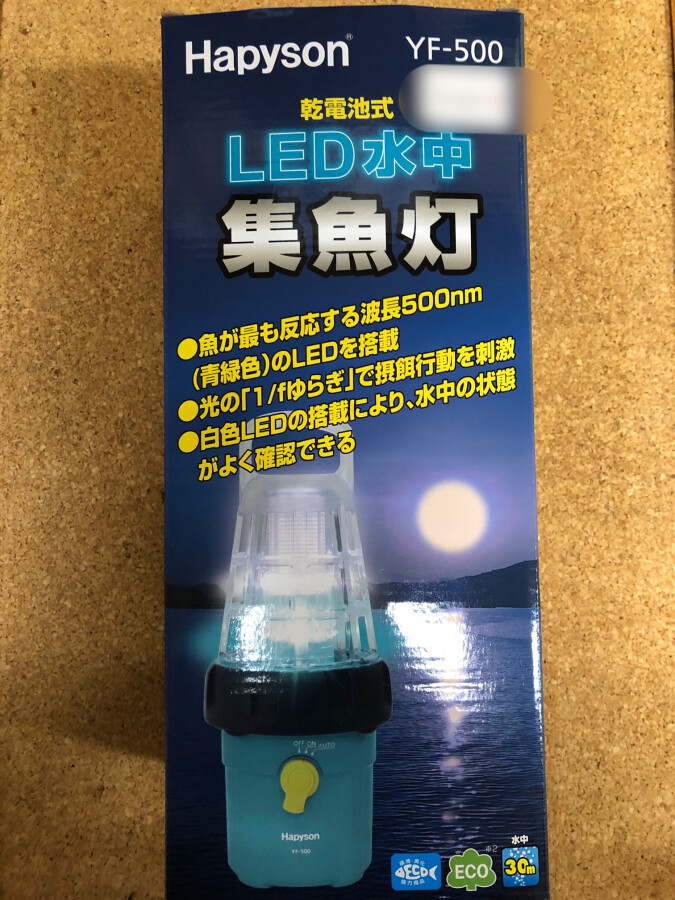 Hapyson® YF-500
乾電池式
LED水中
集魚灯
●魚が最も反応する波長500nm
(青緑色)のLEDを搭載
●光の「1/fゆらぎ」で摂餌行動を刺激
●白色LEDの搭載により、水中の状態
がよく確認できる
OFF ON AUTO
Hapyson
YF-500
水中
ECO
※2
ECO
30m